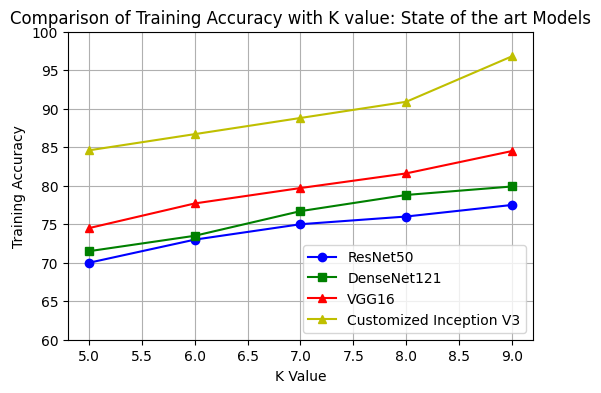 Comparison of Training Accuracy with K value: State of the art Models
100
95
90
85
80
75
70
65
60
Training Accuracy
ResNet50
DenseNet121
VGG16
Customized Inception V3
5.0 5.5 6.0 6.5 7.0 7.5 8.0 8.5 9.0
K Value